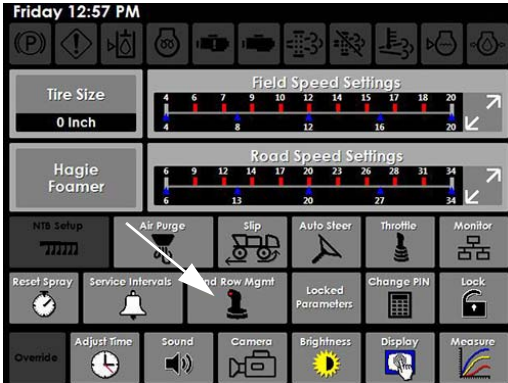 Friday 12:57 PM
(P)
Tire Size
0 Inch
Field Speed Settings
4 6 7 9 10 12 14 15 17 18 20
4 8 12 16 20
Hagie
Foamer
Road Speed Settings
6 9 12 14 17 20 23 26 28 31 34
6 13 20 27 34
NTB Setup
Air Purge
Slip
Auto Steer
Throttle
Monitor
Reset Spray
Service Intervals
nd Row Mgmt
Locked
Parameters
Change PIN
Lock
Override
Adjust Time
Sound
Camera
Brightness
Display
Measure